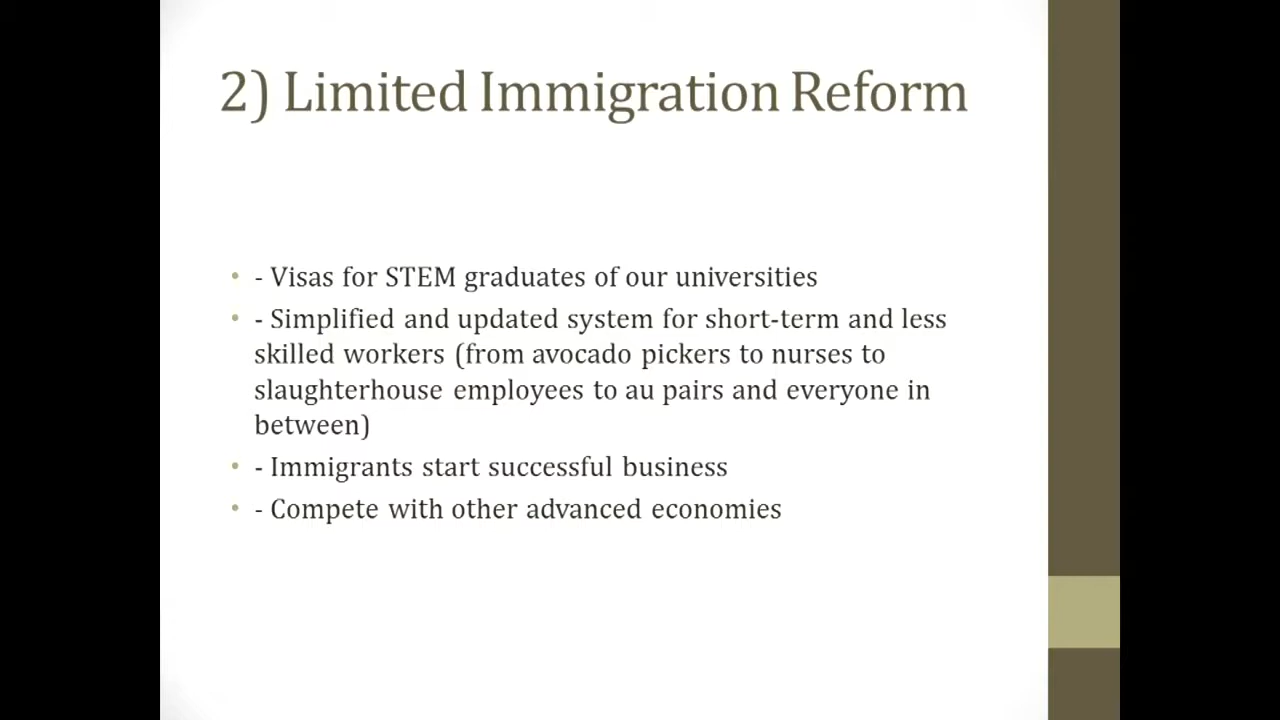 2) Limited Immigration Reform
• - Visas for STEM graduates of our universities
• - Simplified and updated system for short-term and less
skilled workers (from avocado pickers to nurses to
slaughterhouse employees to au pairs and everyone in
between)
• - Immigrants start successful business
• - Compete with other advanced economies